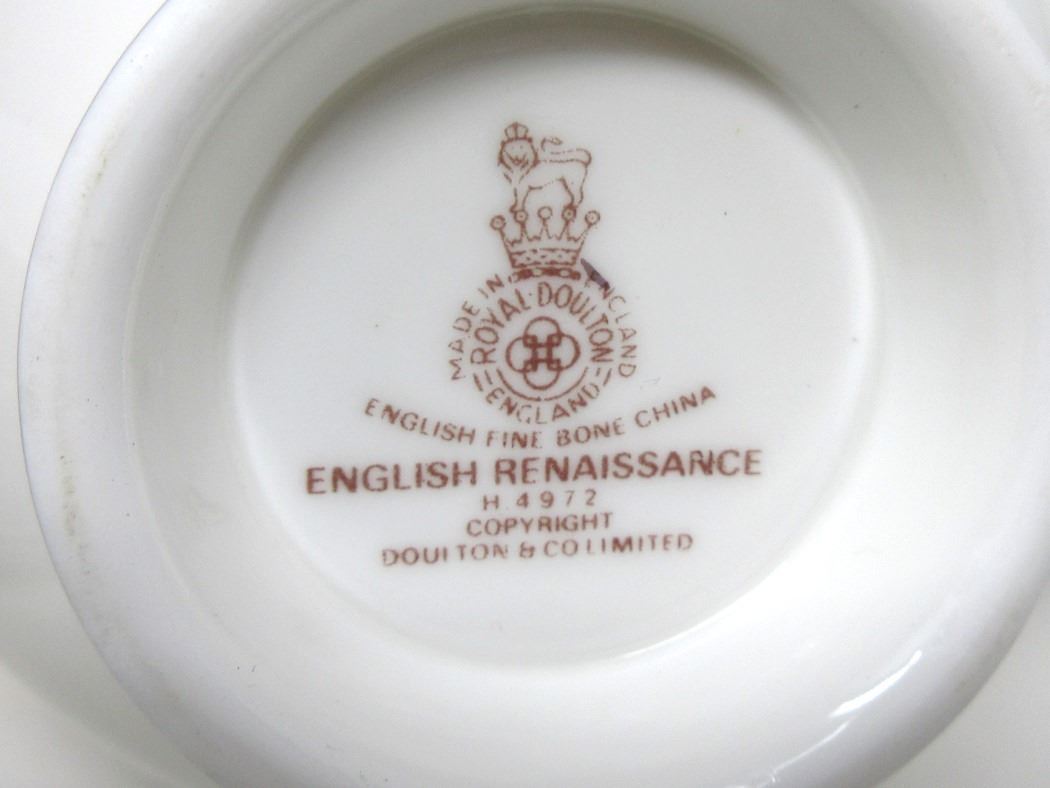 MADE IN ENGLAND
ROYAL·DOULTON
ENGLAND
ENGLISH FINE BONE CHINA
ENGLISH RENAISSANCE
H 4972
COPYRIGHT
DOULTON & CO LIMITED